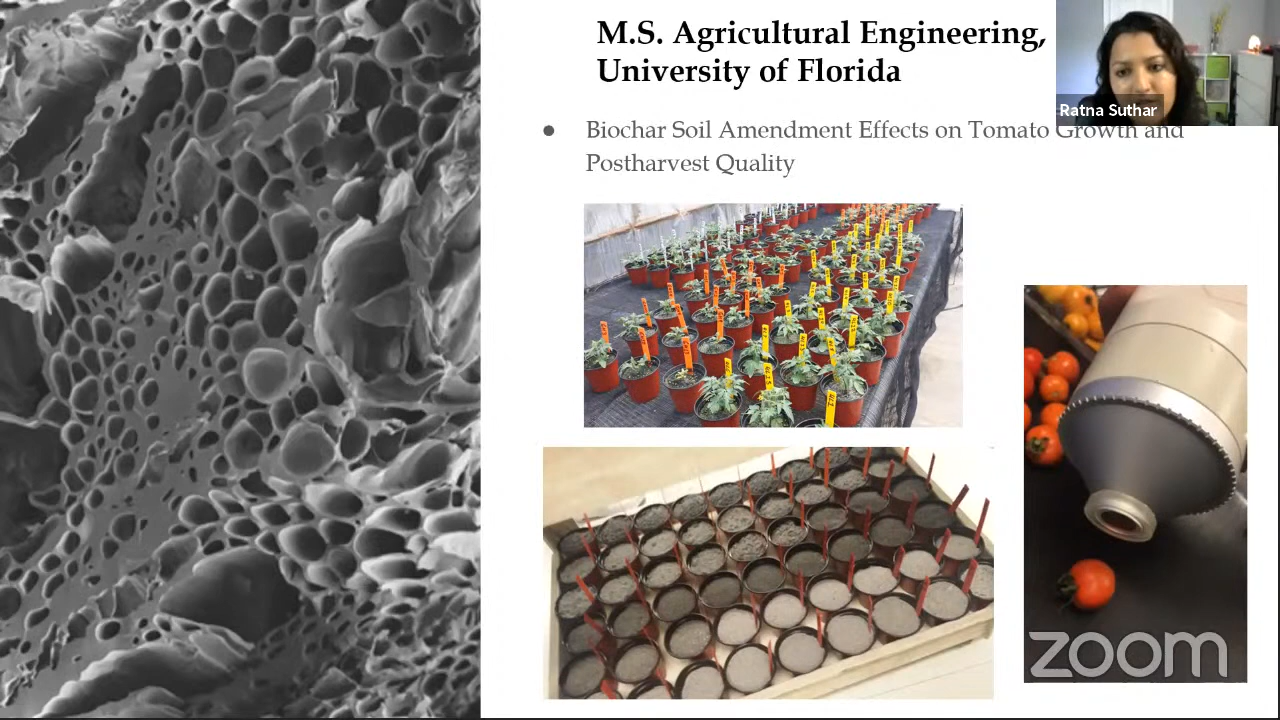 M.S. Agricultural Engineering,
University of Florida
Ratna Suthar
● Biochar Soil Amendment Effects on Tomato Growth and
Postharvest Quality
zoom